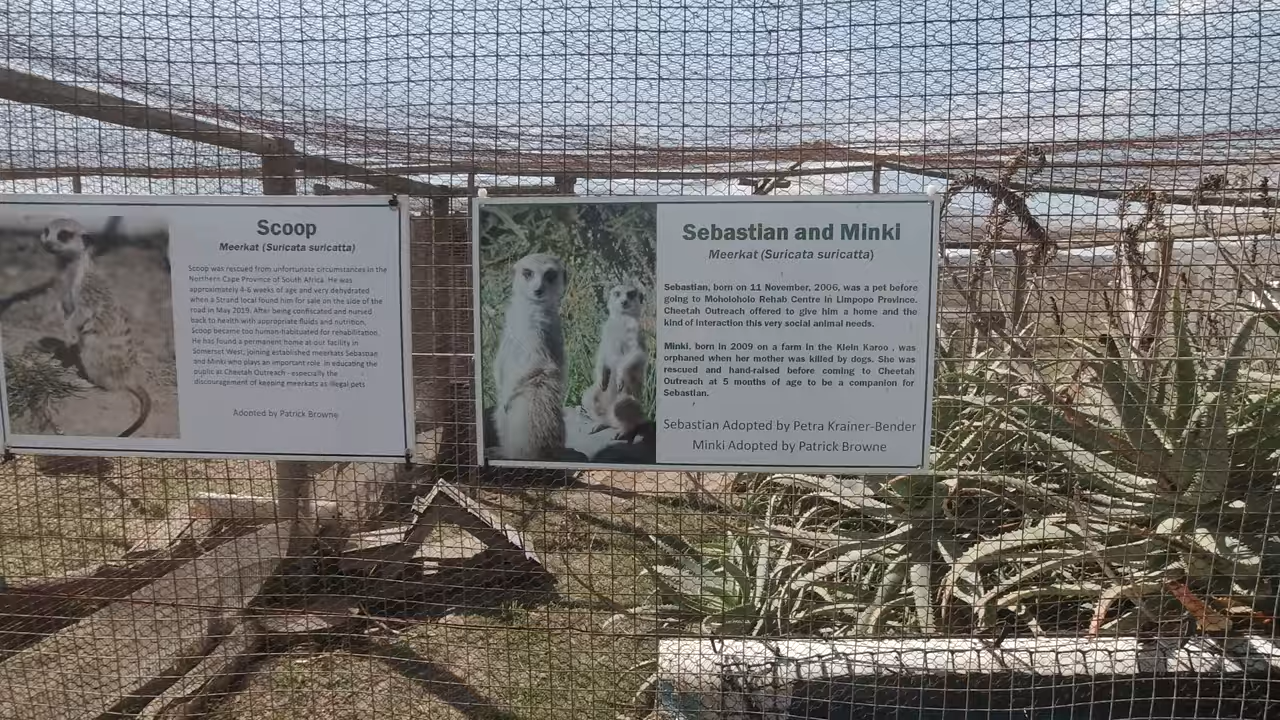 Scoop
Meerkat (Suricata suricatta)
Scoop was rescued from unfortunate circumstances in the
Northern Cape Province of South Africa. He was
approximately 4-6 weeks of age and very dehydrated
when a Strand local found him for sale on the side of the
road in May 2019. After being confiscated and nursed
back to health with appropriate fluids and nutrition,
Scoop became too human-habituated for rehabilitation.
He has found a permanent home at our facility in
Somerset West, joining established meerkats Sebastian
and Minki who plays an important role in educating the
public at Cheetah Outreach - especially the
discouragement of keeping meerkats as illegal pets
Adopted by Patrick Browne
Sebastian and Minki
Meerkat (Suricata suricatta)
Sebastian, born on 11 November, 2006, was a pet before
going to Moholoholo Rehab Centre in Limpopo Province.
Cheetah Outreach offered to give him a home and the
kind of interaction this very social animal needs.
Minki, born in 2009 on a farm in the Klein Karoo , was
orphaned when her mother was killed by dogs. She was
rescued and hand-raised before coming to Cheetah
Outreach at 5 months of age to be a companion for
Sebastian.
Sebastian Adopted by Petra Krainer-Bender
Minki Adopted by Patrick Browne